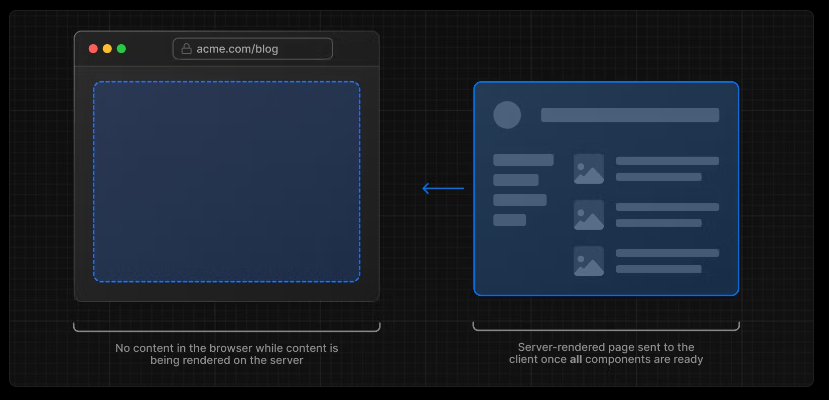 acme.com/blog
No content in the browser while content is
being rendered on the server
Server-rendered page sent to the
client once all components are ready